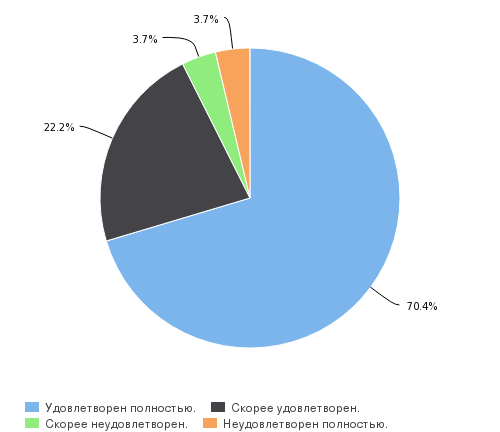 3.7%
3.7%
22.2%
70.4%
Удовлетворен полностью. Скорее удовлетворен.
Скорее неудовлетворен. Неудовлетворен полностью.